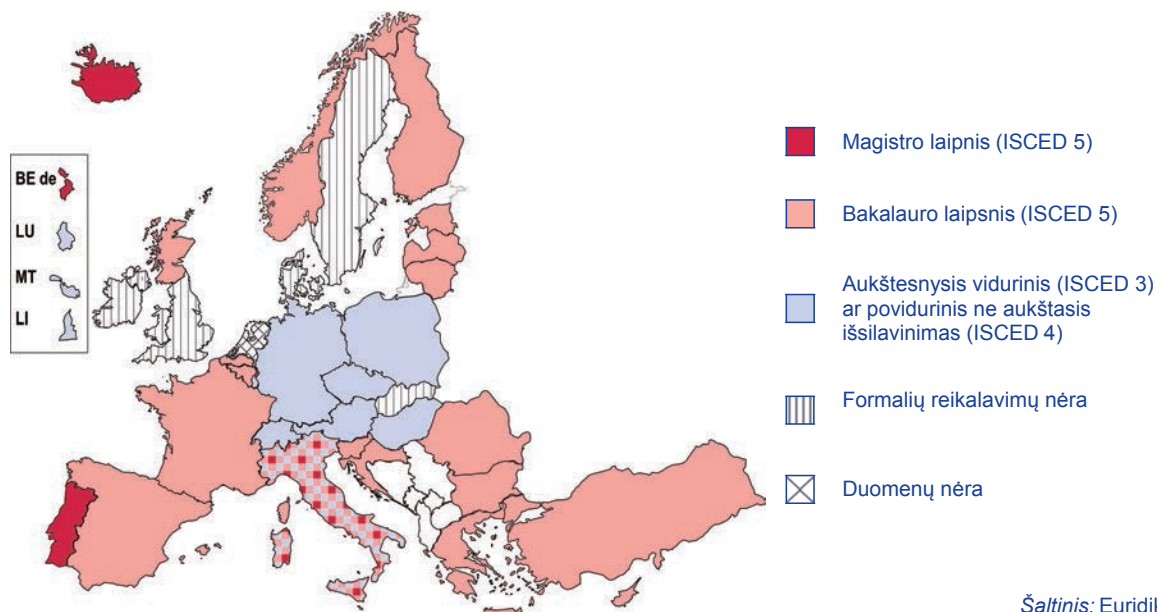 BE de
LU
MT
LI
Magistro laipnis (ISCED 5)
Bakalauro laipsnis (ISCED 5)
Aukštesnysis vidurinis (ISCED 3)
ar povidurinis ne aukštasis
išsilavinimas (ISCED 4)
Formalių reikalavimų nėra
Duomenų nėra
Šaltinis: Euridil